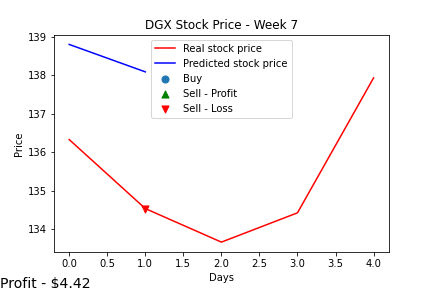 DGX Stock Price - Week 7
Real stock price
Predicted stock price
Buy
Sell - Profit
Sell - Loss
Price
139
138
137
136
135
134
0.0 0.5 1.0 1.5 2.0 2.5 3.0 3.5 4.0
Days
Profit - $4.42